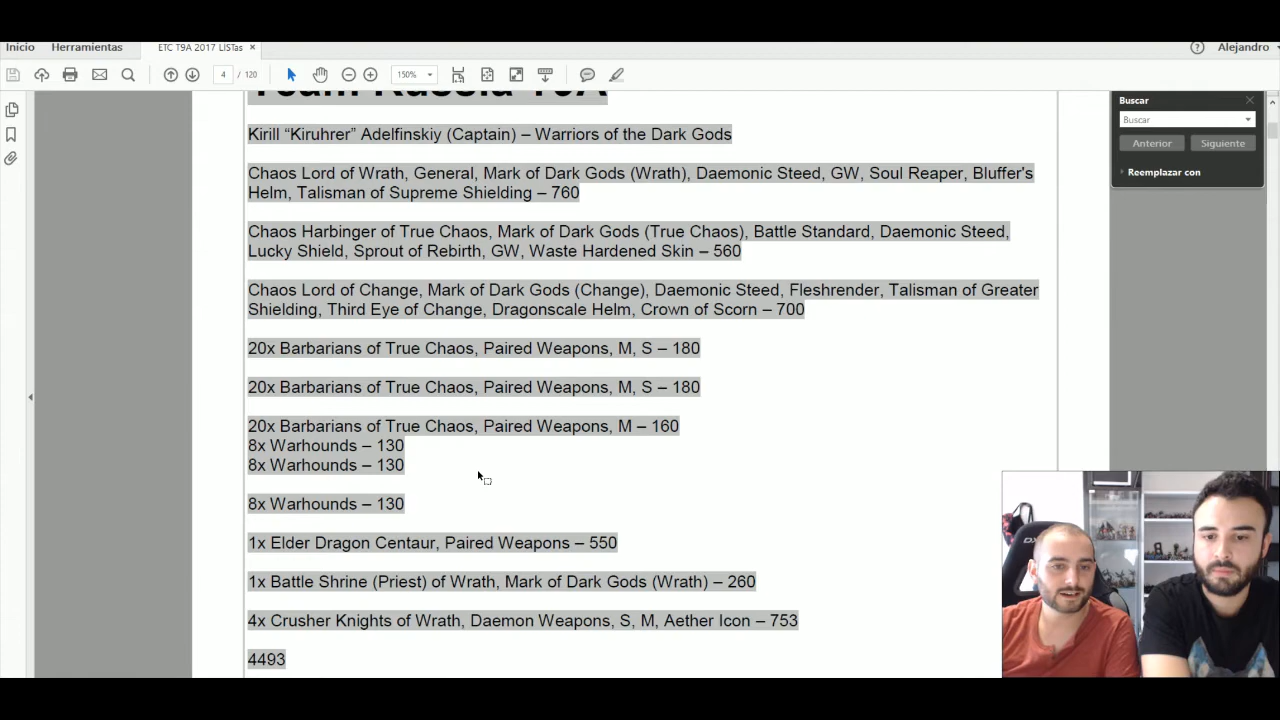 Inicio Herramientas ETC T9A 2017 LISTas × Alejandro
4 / 120 150%
Team Russia T9A
Kirill “Kiruhrer” Adelfinskiy (Captain) – Warriors of the Dark Gods
Chaos Lord of Wrath, General, Mark of Dark Gods (Wrath), Daemonic Steed, GW, Soul Reaper, Bluffer's
Helm, Talisman of Supreme Shielding – 760
Chaos Harbinger of True Chaos, Mark of Dark Gods (True Chaos), Battle Standard, Daemonic Steed,
Lucky Shield, Sprout of Rebirth, GW, Waste Hardened Skin – 560
Chaos Lord of Change, Mark of Dark Gods (Change), Daemonic Steed, Fleshrender, Talisman of Greater
Shielding, Third Eye of Change, Dragonscale Helm, Crown of Scorn – 700
20x Barbarians of True Chaos, Paired Weapons, M, S – 180
20x Barbarians of True Chaos, Paired Weapons, M, S – 180
20x Barbarians of True Chaos, Paired Weapons, M – 160
8x Warhounds – 130
8x Warhounds – 130
8x Warhounds – 130
1x Elder Dragon Centaur, Paired Weapons – 550
1x Battle Shrine (Priest) of Wrath, Mark of Dark Gods (Wrath) – 260
4x Crusher Knights of Wrath, Daemon Weapons, S, M, Aether Icon – 753
4493
Buscar
Buscar
Anterior Siguiente
Reemplazar con